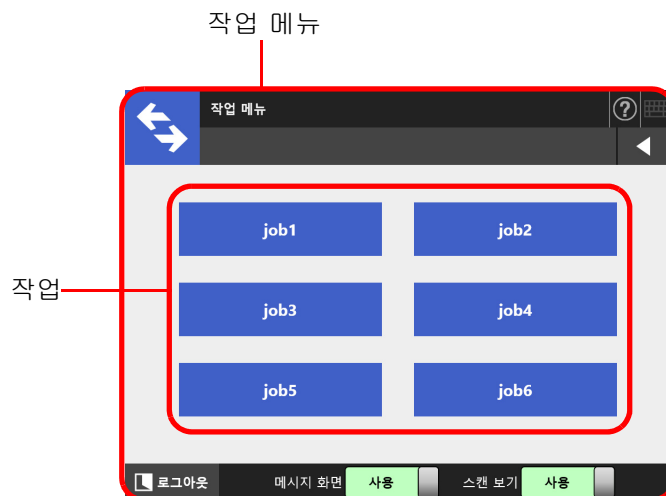 작업 메뉴
작업 메뉴
?
작업
job1 job2
job3 job4
job5 job6
로그아웃 메시지 화면 사용 스캔 보기 사용